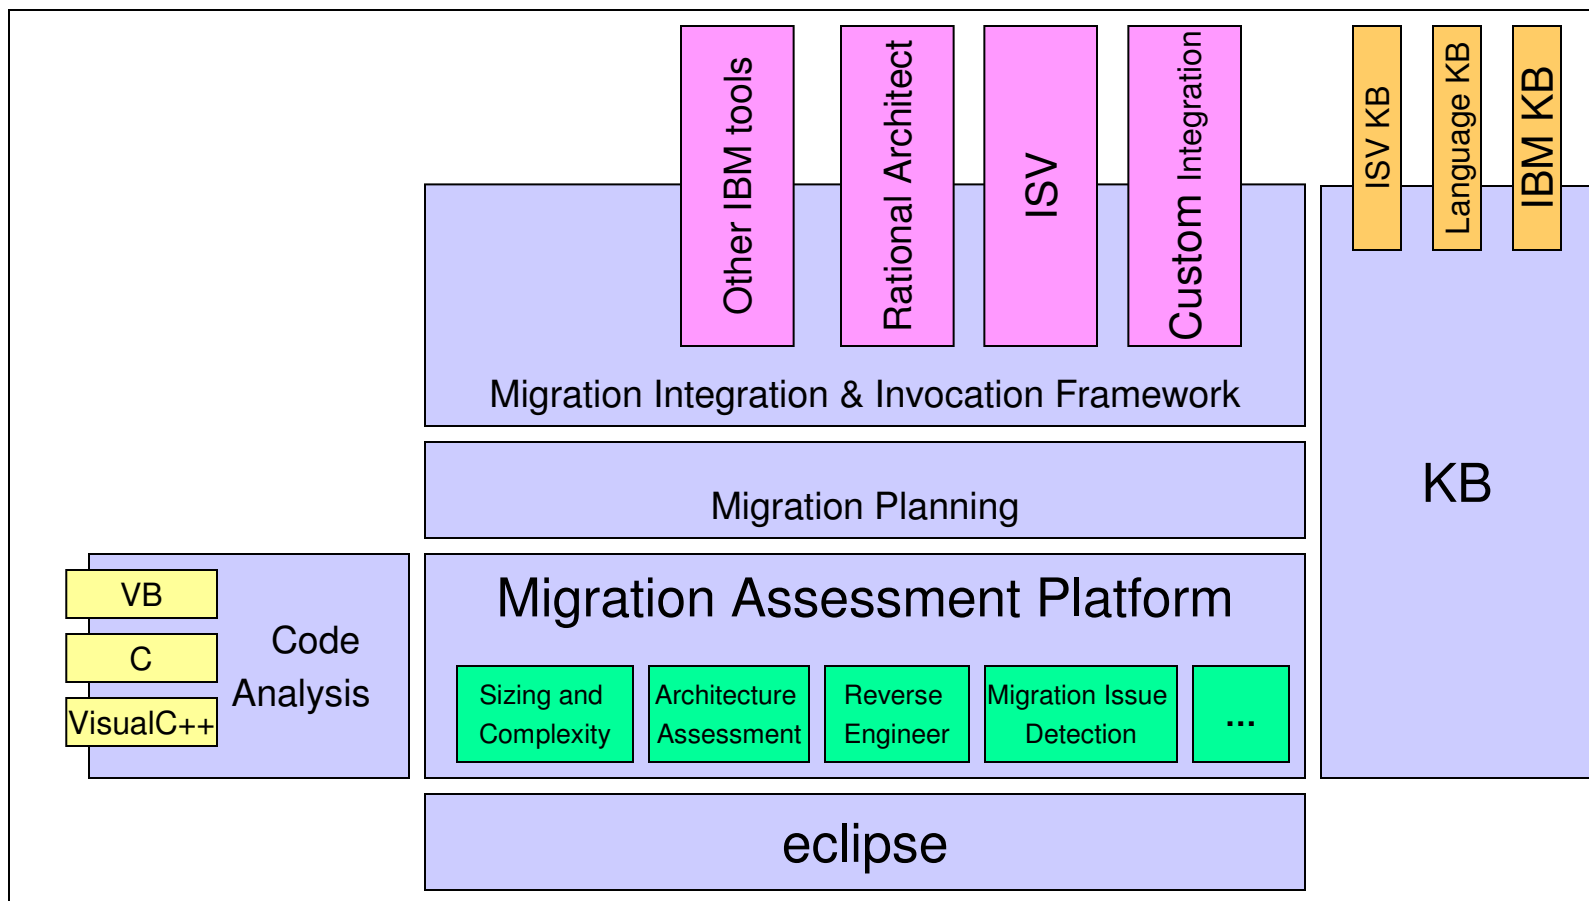 Other IBM tools
Rational Architect
ISV
Custom Integration
ISV KB
Language KB
IBM KB
Migration Integration & Invocation Framework
KB
Migration Planning
VB
C
VisualC++
Code
Analysis
Migration Assessment Platform
Sizing and
Complexity
Architecture
Assessment
Reverse
Engineer
Migration Issue
Detection
...
eclipse